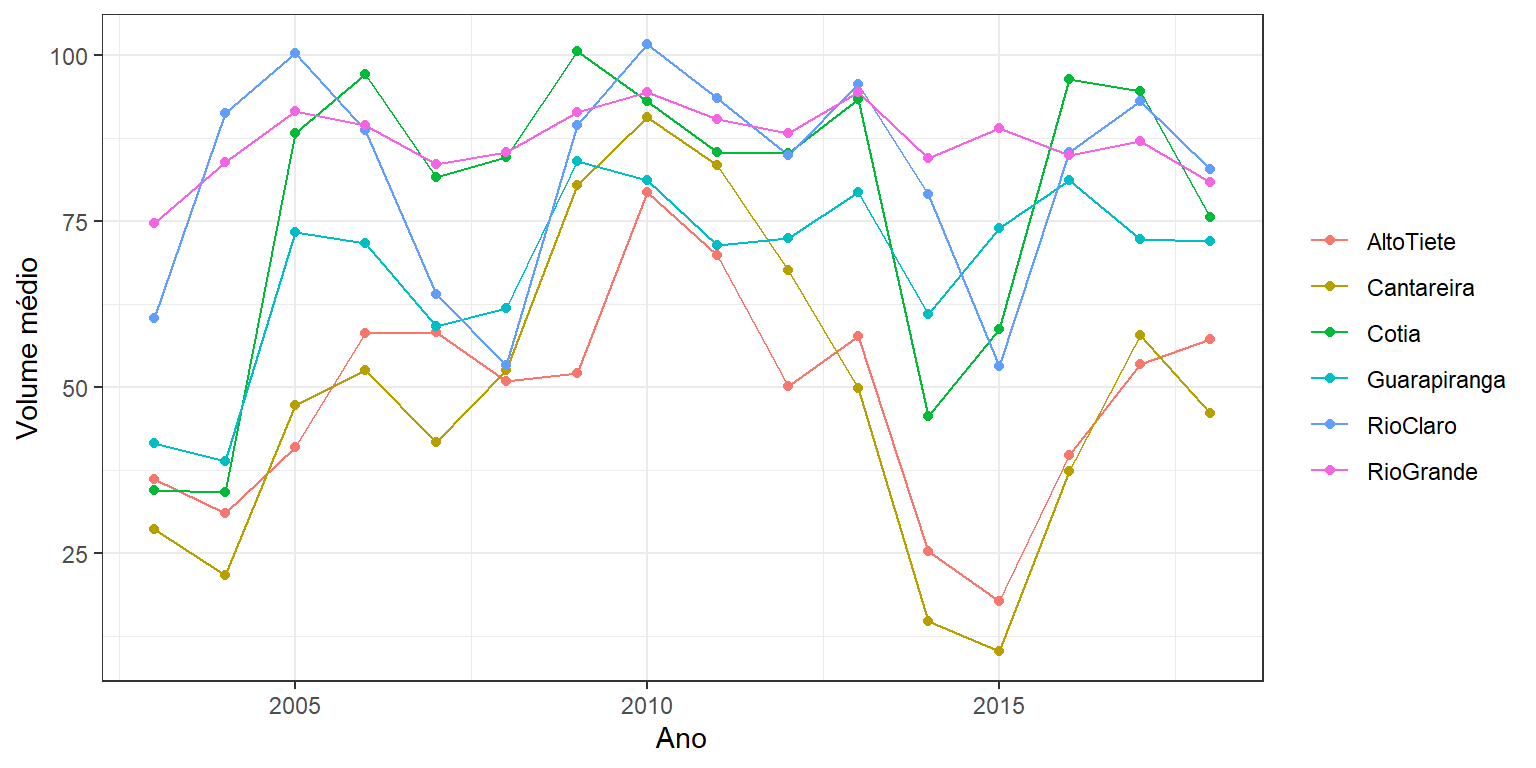 Volume médio
100
75
50
25
2005
2010
2015
Ano
AltoTiete
Cantareira
Cotia
Guarapiranga
RioClaro
RioGrande